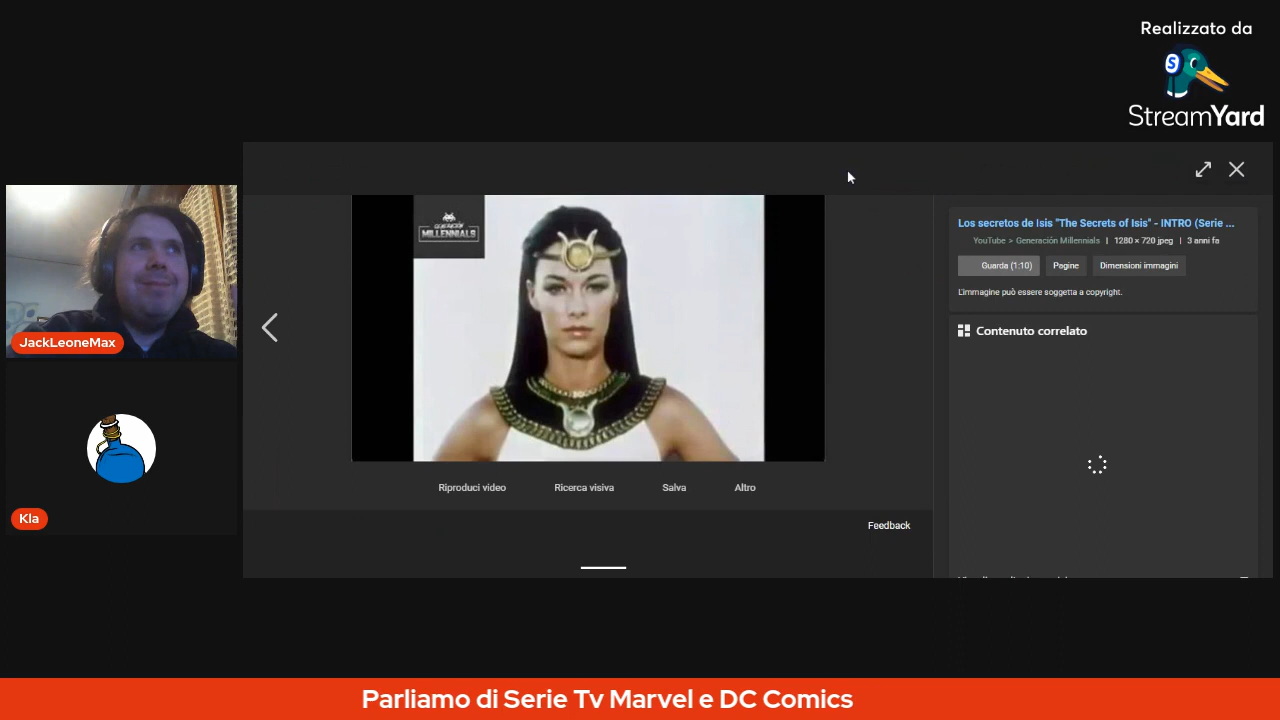 Realizzato da
S
StreamYard
GENERACIÓN
MILLENNIALS
Los secretos de Isis "The Secrets of Isis" - INTRO (Serie ...
YouTube > Generación Millennials | 1280 × 720 jpeg | 3 anni fa
Guarda (1:10) Pagine Dimensioni immagini
L'immagine può essere soggetta a copyright.
Contenuto correlato
JackLeoneMax
Riproduci video Ricerca visiva Salva Altro
Kla
Feedback
Parliamo di Serie Tv Marvel e DC Comics